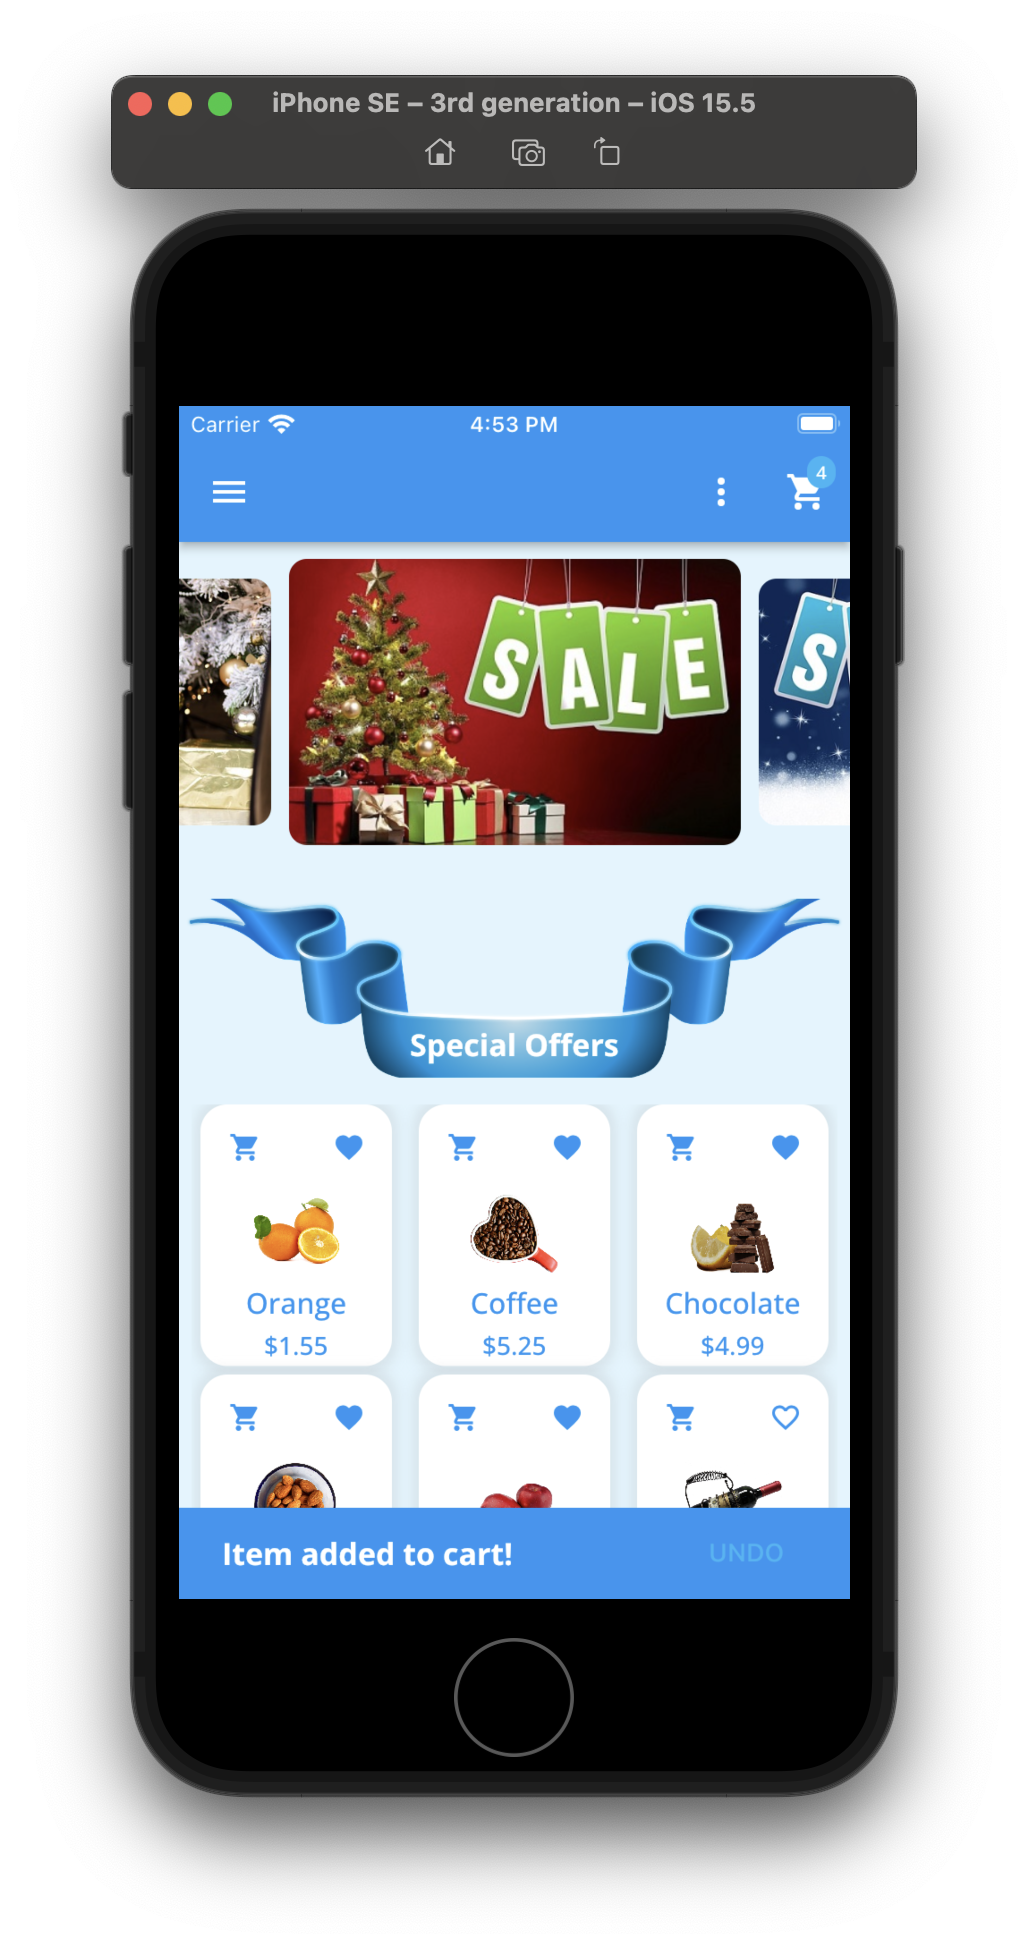 iPhone SE – 3rd generation – iOS 15.5
Carrier 4:53 PM
4
SALE
S
Special Offers
Orange
Coffee
Chocolate
$1.55
$5.25
$4.99
Item added to cart!
UNDO